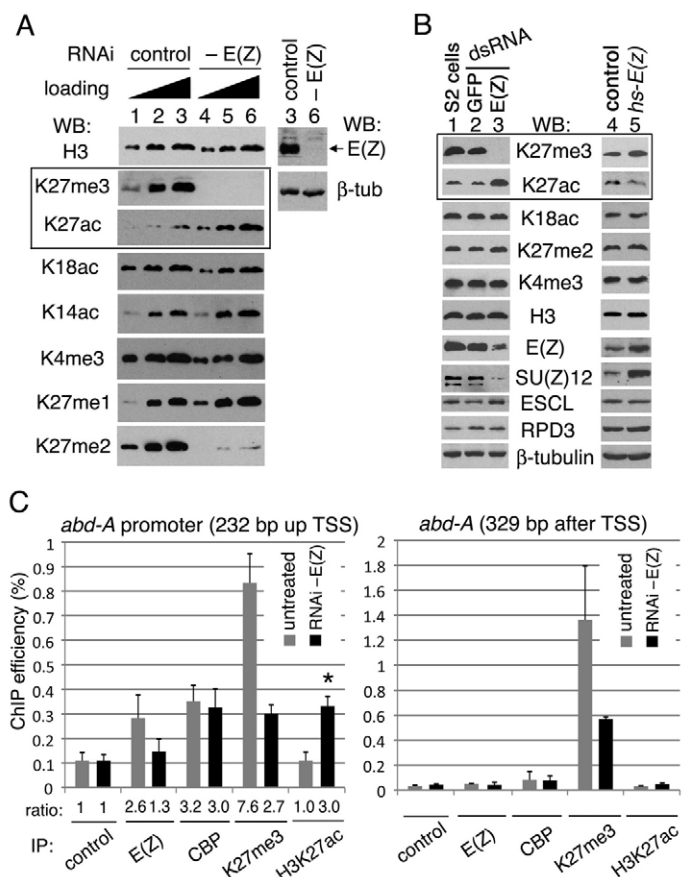 A
RNAi control – E(Z)
loading
WB: 1 2 3 4 5 6
H3
K27me3
K27ac
K18ac
K14ac
K4me3
K27me1
K27me2
control – E(Z)
3 6 WB:
E(Z)
β-tub
B
dsRNA
S2 cells GFP E(Z)
control hs-E(z)
1 2 3 WB: 4 5
K27me3
K27ac
K18ac
K27me2
K4me3
H3
E(Z)
SU(Z)12
ESCL
RPD3
β-tubulin
C
abd-A promoter (232 bp up TSS)
ChIP efficiency (%)
1
0.9
0.8
0.7
0.6
0.5
0.4
0.3
0.2
0.1
0
untreated
RNAi –E(Z)
*
ratio: 1 1 2.6 1.3 3.2 3.0 7.6 2.7 1.0 3.0
IP: control E(Z) CBP K27me3 H3K27ac
abd-A (329 bp after TSS)
2
1.8
1.6
1.4
1.2
1
0.8
0.6
0.4
0.2
0
untreated
RNAi –E(Z)
control E(Z) CBP K27me3 H3K27ac